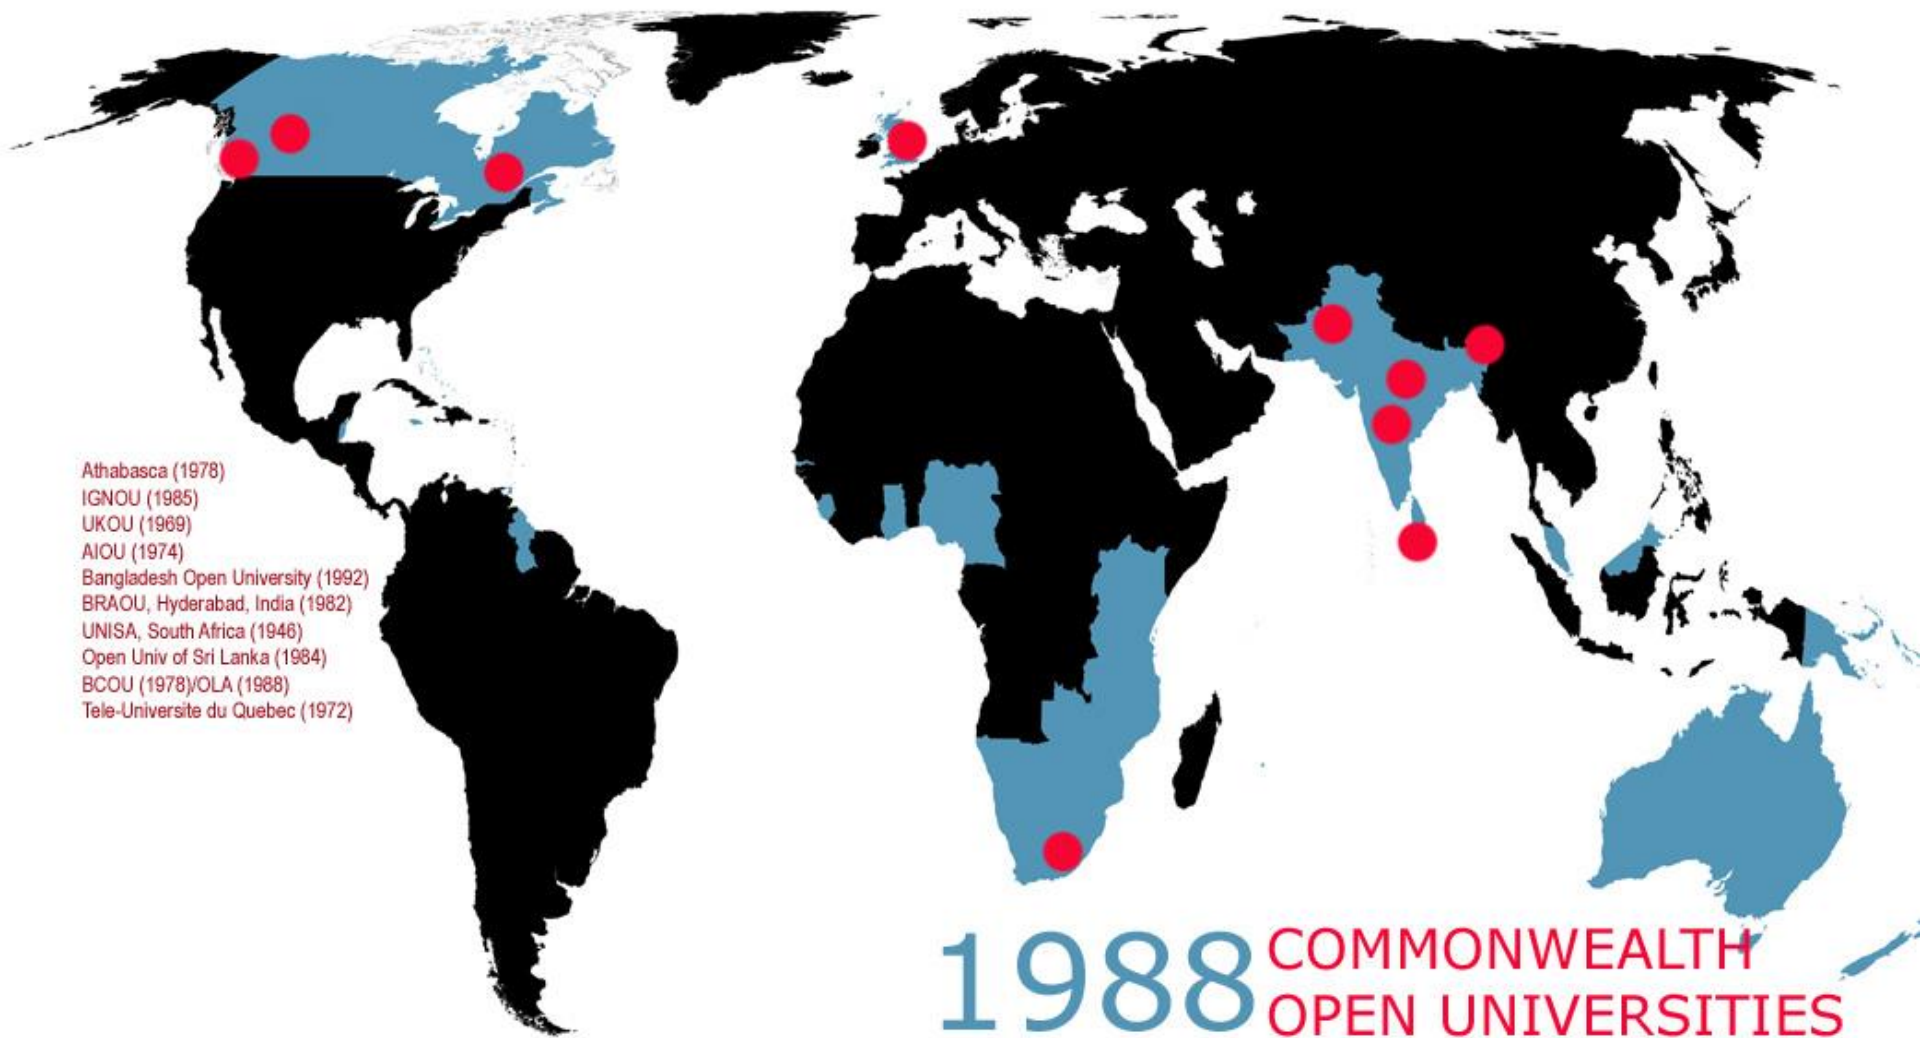 Athabasca (1978)
IGNOU (1985)
UKOU (1969)
AIOU (1974)
Bangladesh Open University (1992)
BRAOU, Hyderabad, India (1982)
UNISA, South Africa (1946)
Open Univ of Sri Lanka (1984)
BCOU (1978)/OLA (1988)
Tele-Universite du Quebec (1972)
1988 COMMONWEALTH
OPEN UNIVERSITIES